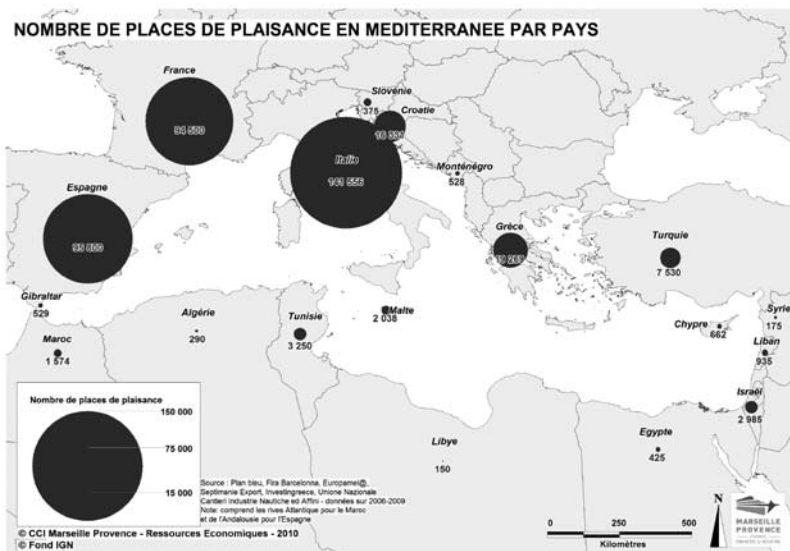 NOMBRE DE PLACES DE PLAISANCE EN MEDITERRANEE PAR PAYS
France
94 500
Slovénie
1 375
Croatie
Italie
141 556
Monténégro
528
Espagne
95 800
Grèce
Turquie
7 530
Gibraltar
529
Algérie
290
Tunisie
3 250
Malte
2 038
Chypre
662
Syrie
175
Maroc
1 574
Liban
935
Israël
2 985
Libye
150
Egypte
425
Nombre de places de plaisance
150 000
75 000
15 000
Source : Plan bleu, Fira Barcelonna, Europamel@,
Septimanie Export, Investingreece, Unione Nazionale
Cantieri Industrie Nautiche ed Affini - données sur 2006-2009
Note: comprend les rives Atlantique pour le Maroc
et de l'Andalousie pour l'Espagne
© CCI Marseille Provence - Ressources Economiques - 2010
© Fond IGN
0 250 500
Kilomètres
N
MARSEILLE
PROVENCE